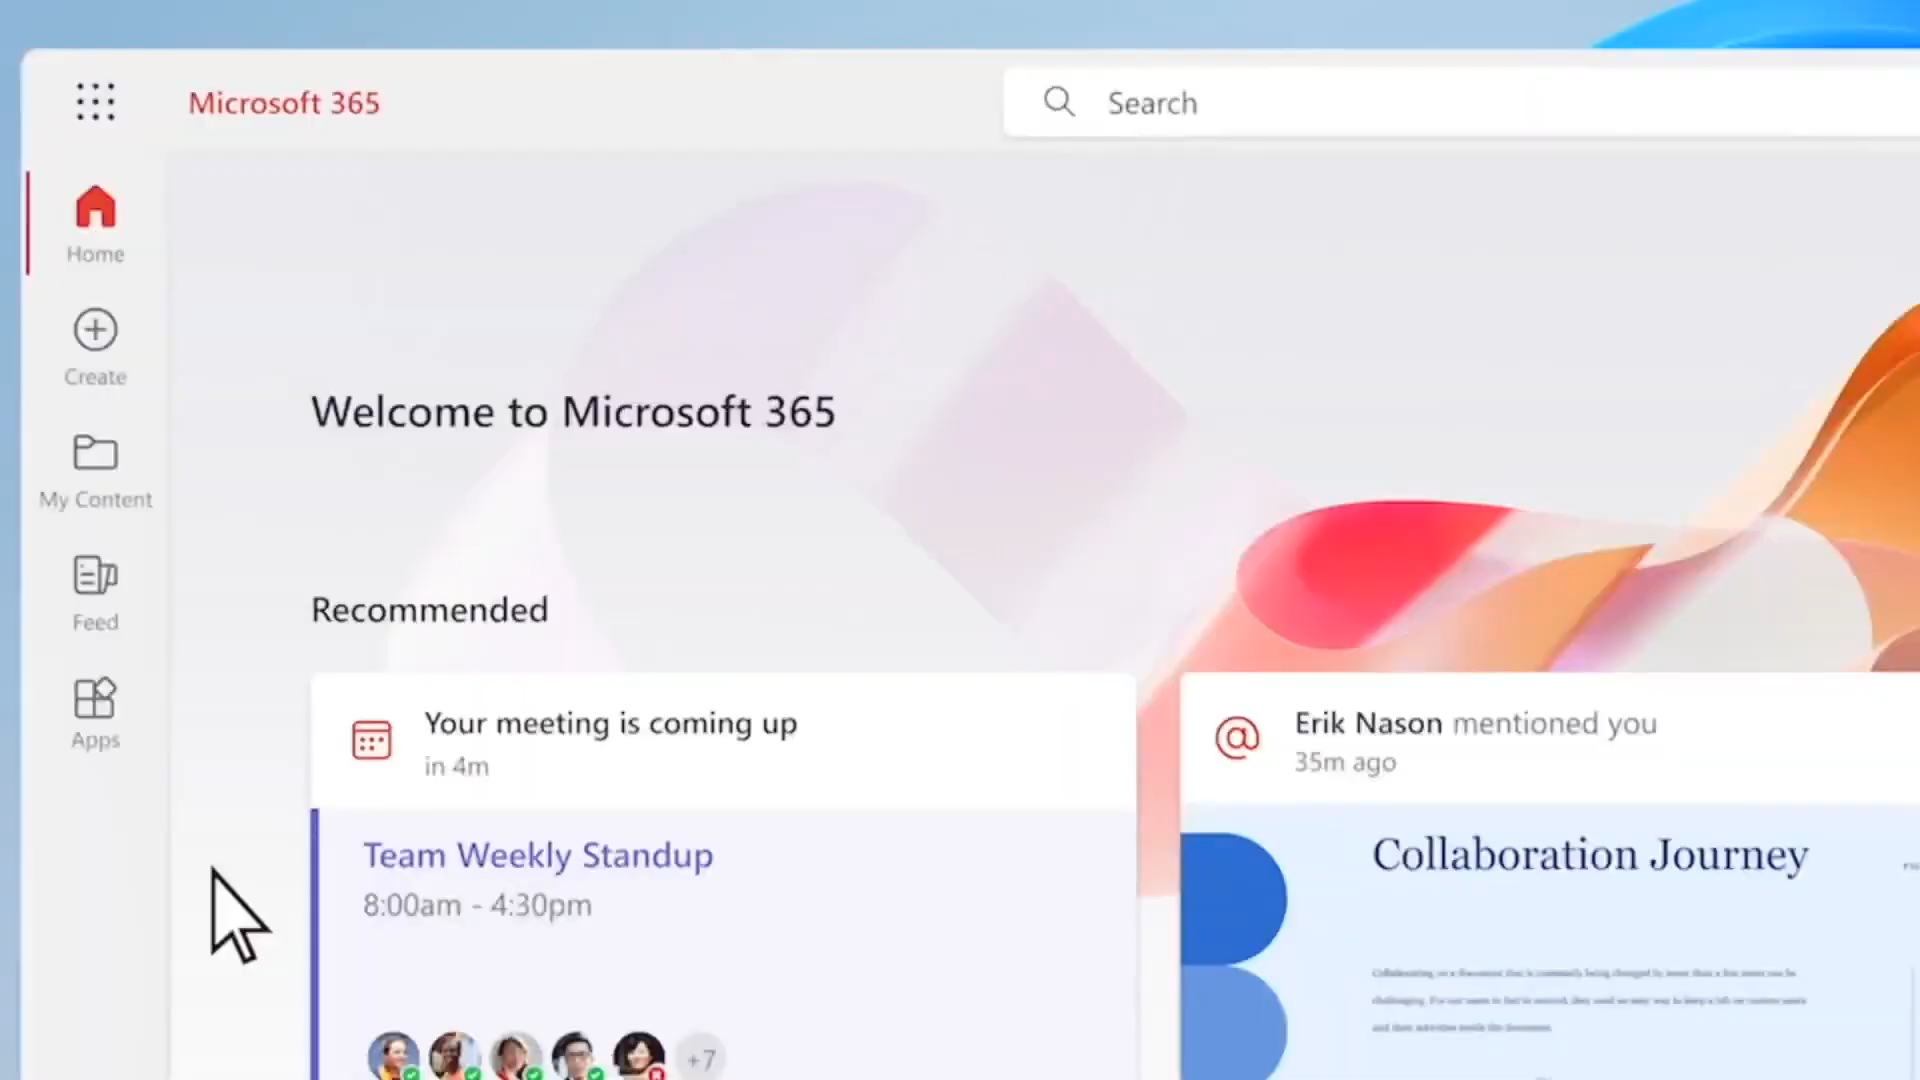 Microsoft 365
Search
Home
Create
My Content
Feed
Apps
Welcome to Microsoft 365
Recommended
Your meeting is coming up
in 4m
Team Weekly Standup
8:00am - 4:30pm
+7
Erik Nason mentioned you
35m ago
Collaboration Journey